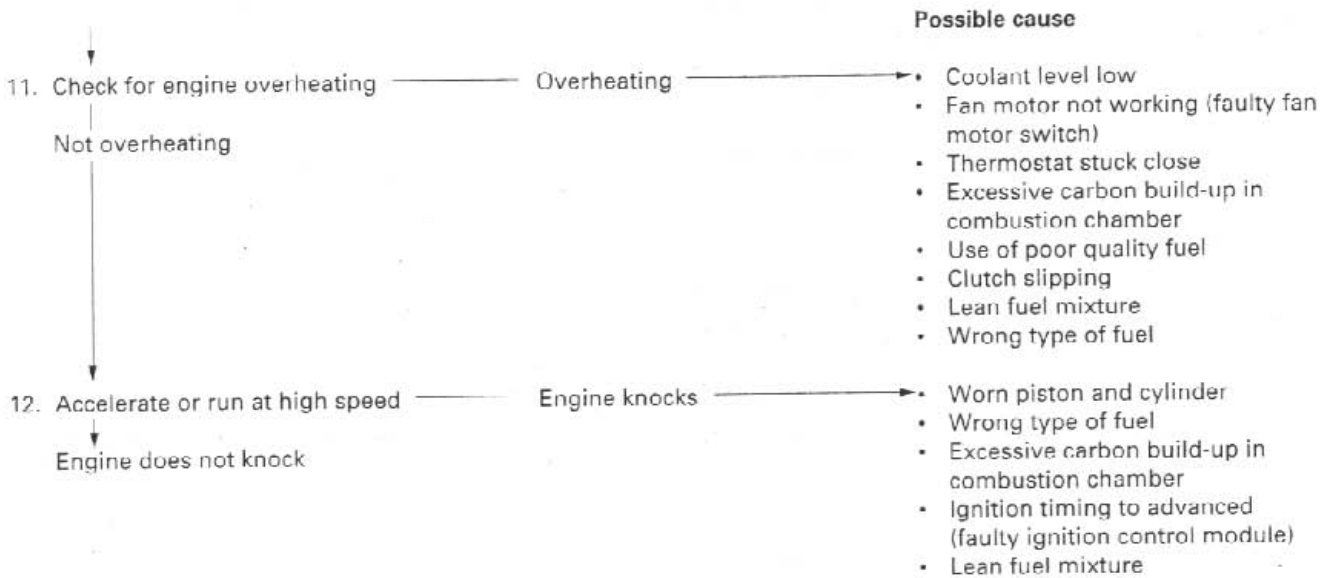 Possible cause
11. Check for engine overheating Overheating • Coolant level low
• Fan motor not working (faulty fan
motor switch)
Not overheating
• Thermostat stuck close
• Excessive carbon build-up in
combustion chamber
• Use of poor quality fuel
• Clutch slipping
• Lean fuel mixture
• Wrong type of fuel
12. Accelerate or run at high speed Engine knocks • Worn piston and cylinder
• Wrong type of fuel
Engine does not knock
• Excessive carbon build-up in
combustion chamber
• Ignition timing to advanced
(faulty ignition control module)
• Lean fuel mixture